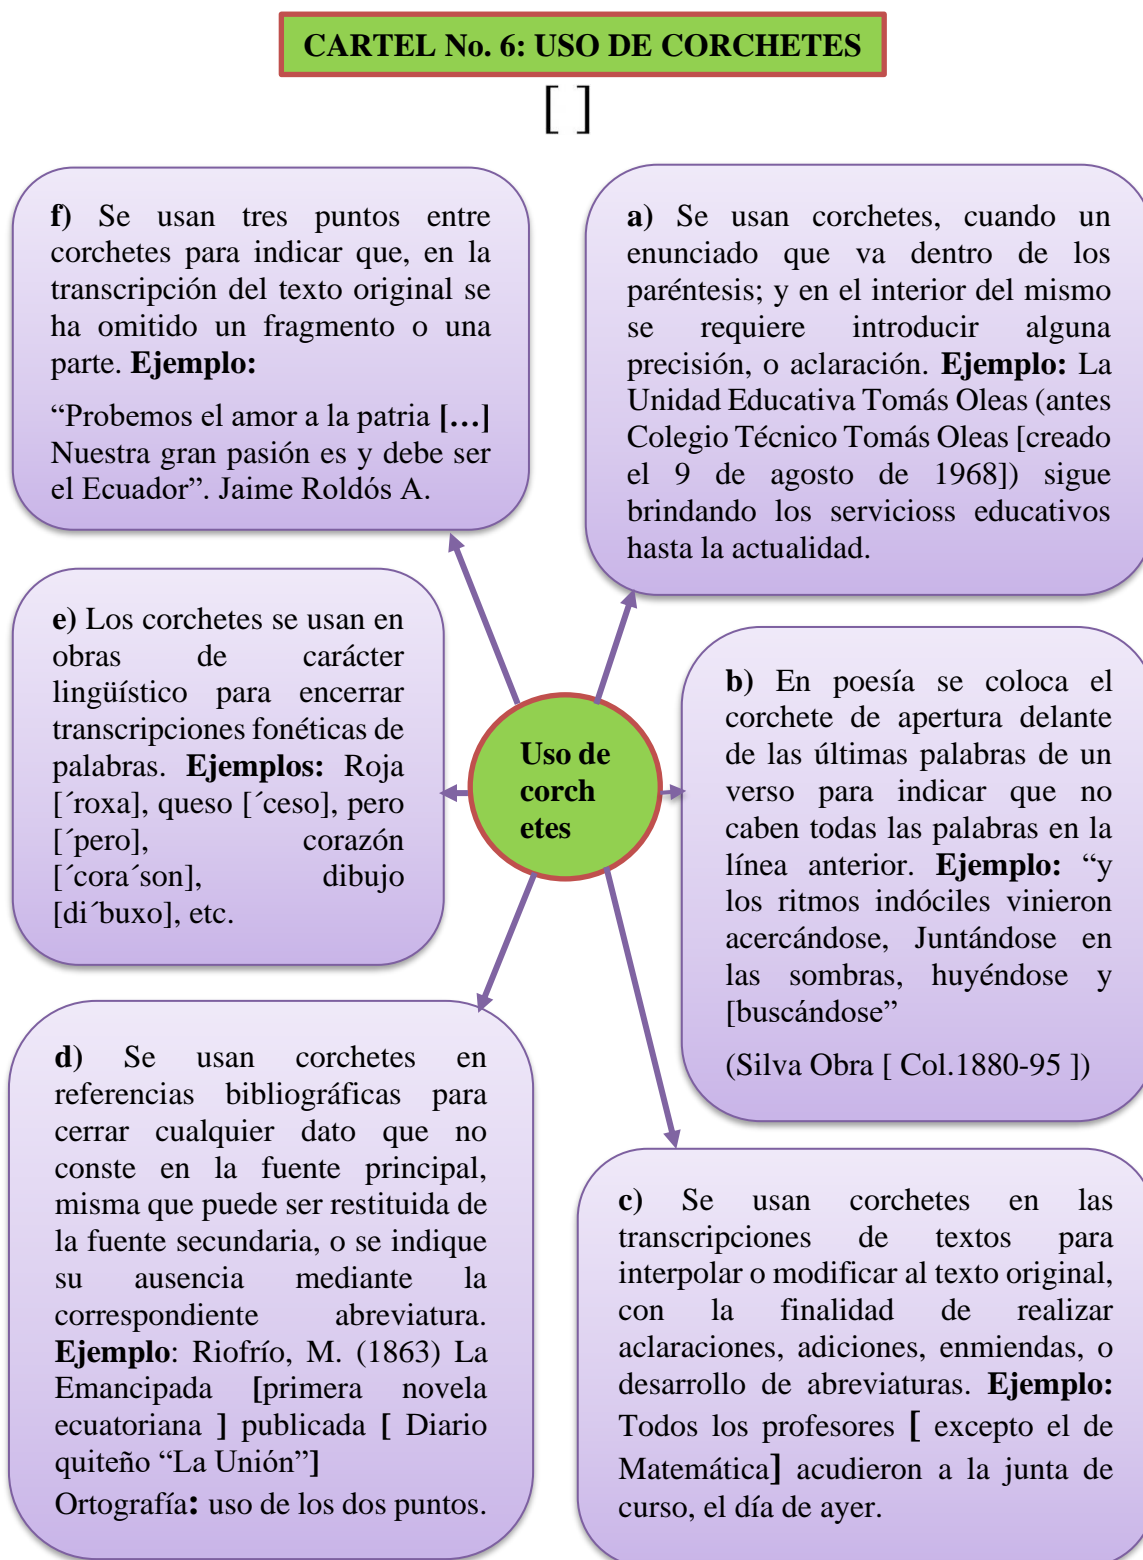 CARTEL No. 6: USO DE CORCHETES
[ ]
f) Se usan tres puntos entre
corchetes para indicar que, en la
transcripción del texto original se
ha omitido un fragmento o una
parte. Ejemplo:
“Probemos el amor a la patria […]
Nuestra gran pasión es y debe ser
el Ecuador”. Jaime Roldós A.
a) Se usan corchetes, cuando un
enunciado que va dentro de los
paréntesis; y en el interior del mismo
se requiere introducir alguna
precisión, o aclaración. Ejemplo: La
Unidad Educativa Tomás Oleas (antes
Colegio Técnico Tomás Oleas [creado
el 9 de agosto de 1968]) sigue
brindando los servicioss educativos
hasta la actualidad.
e) Los corchetes se usan en
obras de carácter
lingüístico para encerrar
transcripciones fonéticas de
palabras. Ejemplos: Roja
[´roxa], queso [´ceso], pero
[´pero], corazón
[´cora´son], dibujo
[di´buxo], etc.
Uso de
corch
etes
b) En poesía se coloca el
corchete de apertura delante
de las últimas palabras de un
verso para indicar que no
caben todas las palabras en la
línea anterior. Ejemplo: “y
los ritmos indóciles vinieron
acercándose, Juntándose en
las sombras, huyéndose y
[buscándose”
(Silva Obra [ Col.1880-95 ])
d) Se usan corchetes en
referencias bibliográficas para
cerrar cualquier dato que no
conste en la fuente principal,
misma que puede ser restituida de
la fuente secundaria, o se indique
su ausencia mediante la
correspondiente abreviatura.
Ejemplo: Riofrío, M. (1863) La
Emancipada [primera novela
ecuatoriana ] publicada [ Diario
quiteño “La Unión”]
Ortografía: uso de los dos puntos.
c) Se usan corchetes en las
transcripciones de textos para
interpolar o modificar al texto original,
con la finalidad de realizar
aclaraciones, adiciones, enmiendas, o
desarrollo de abreviaturas. Ejemplo:
Todos los profesores [ excepto el de
Matemática] acudieron a la junta de
curso, el día de ayer.